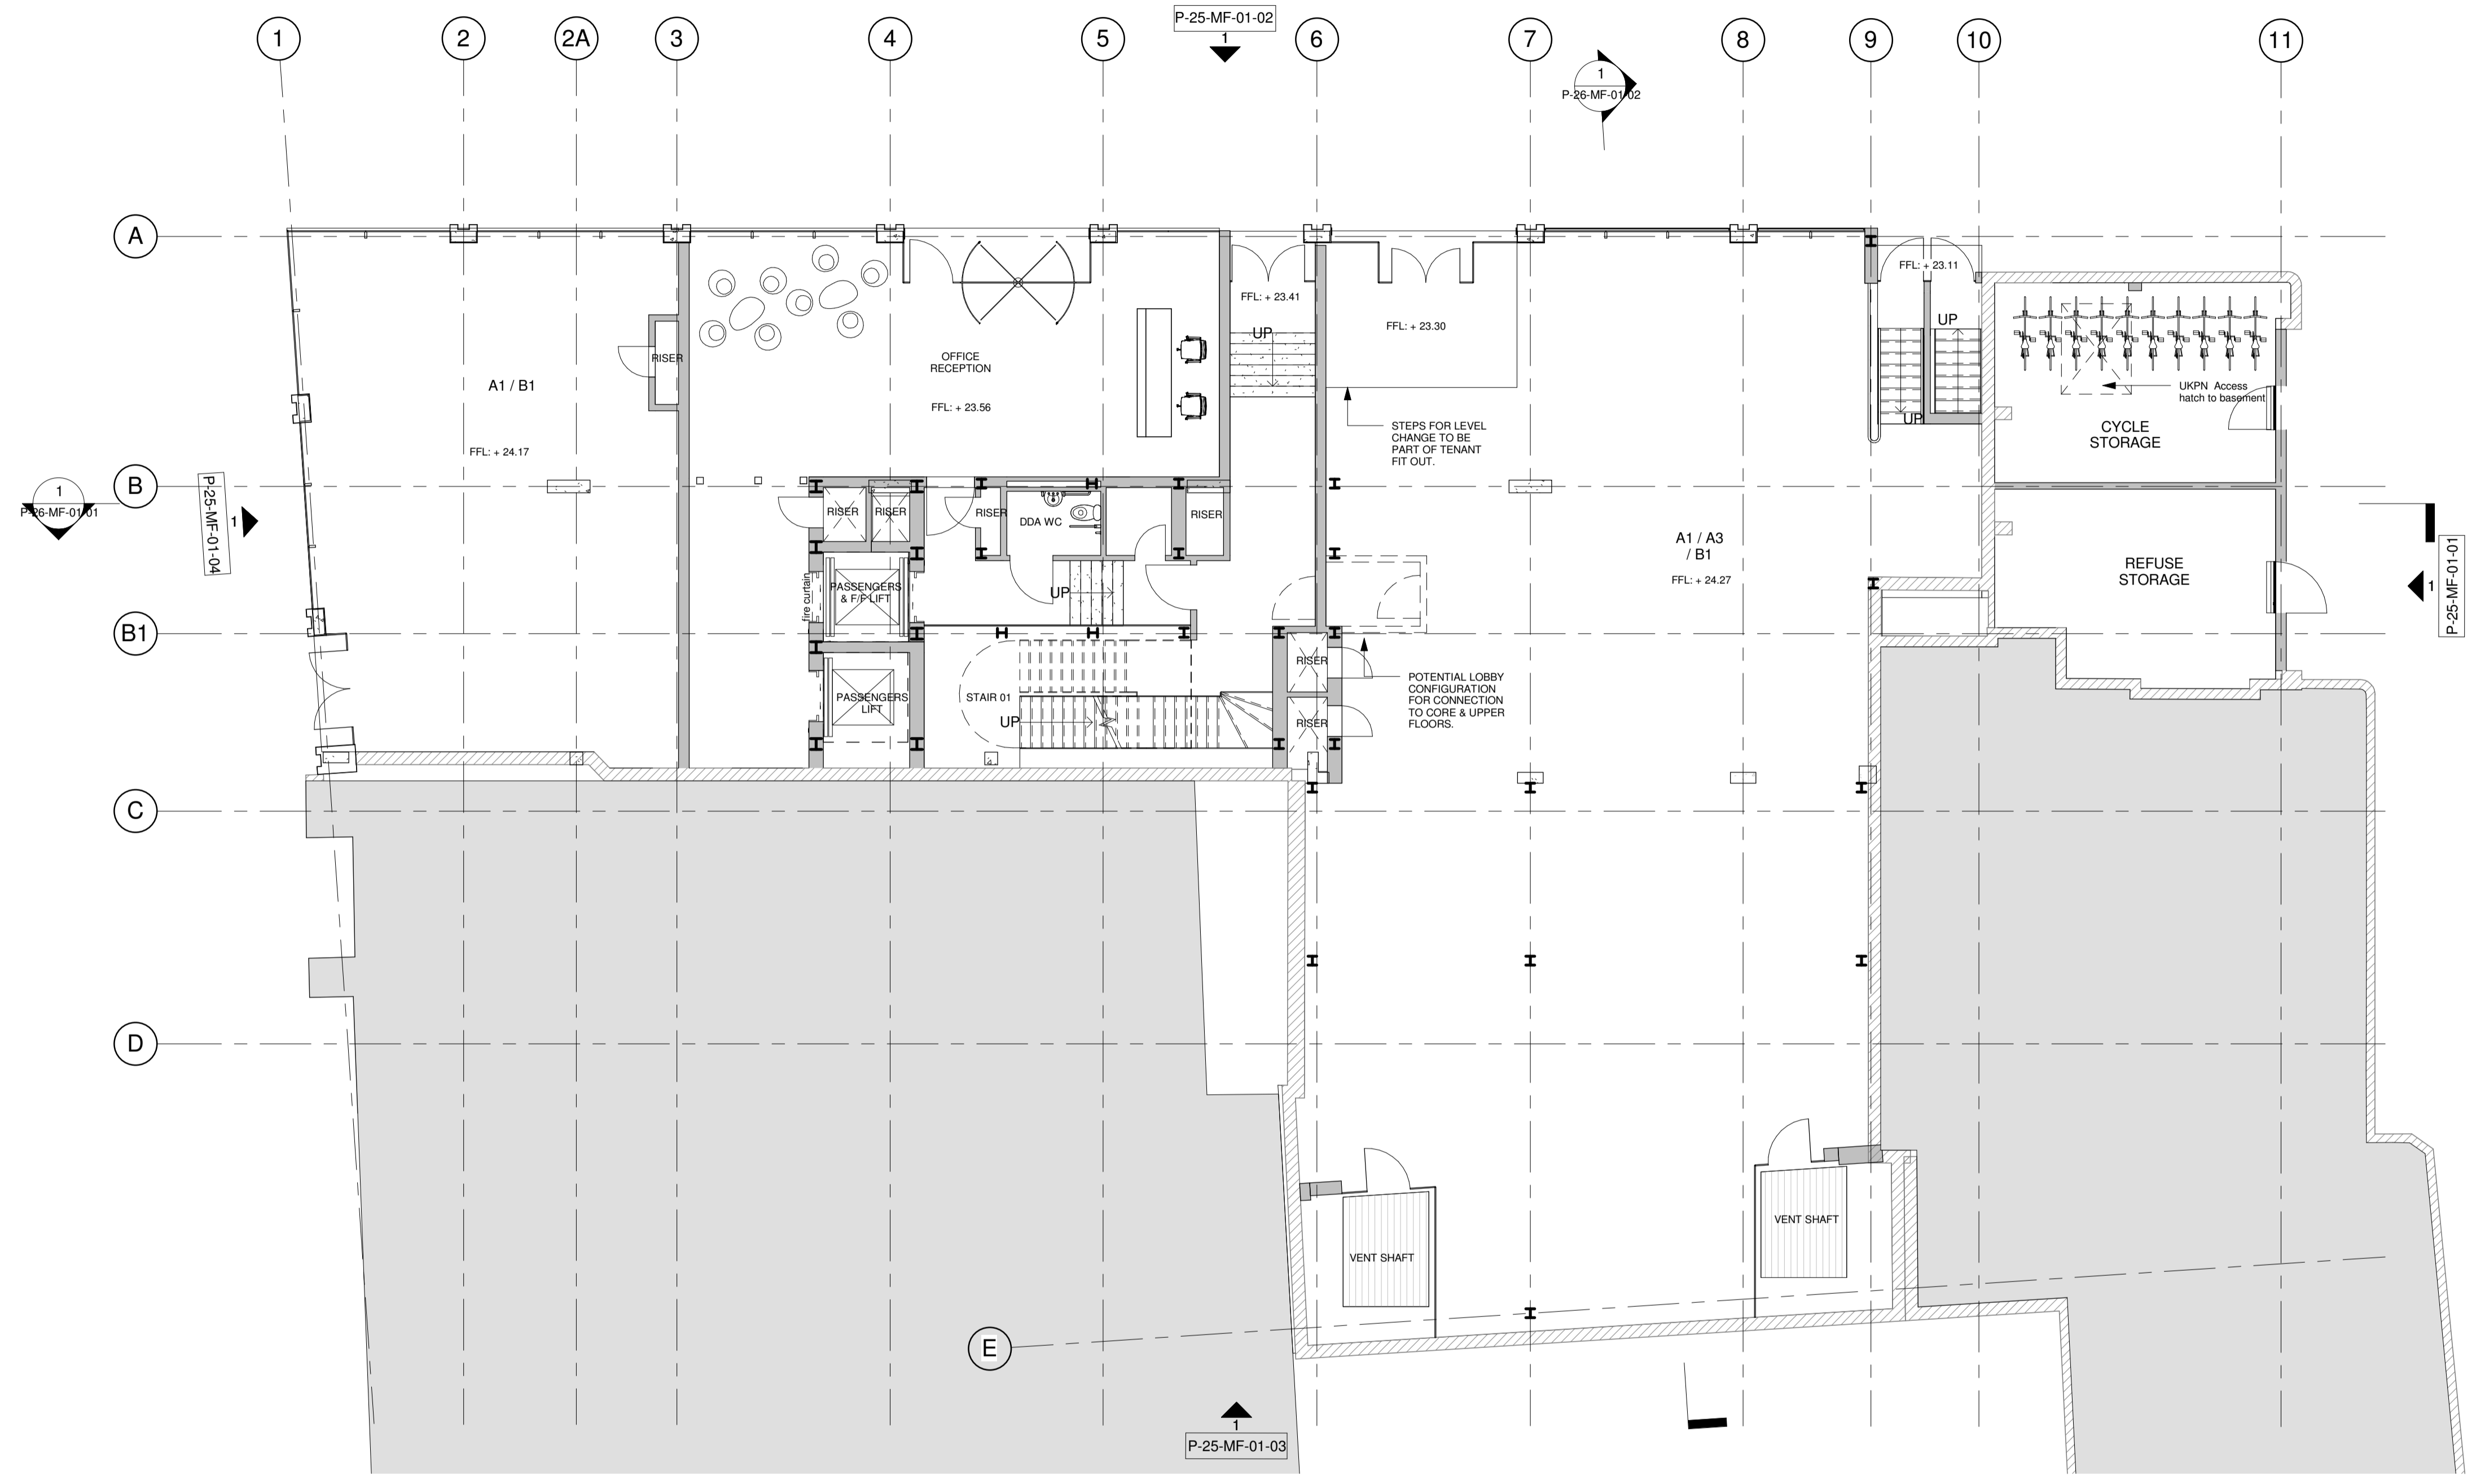 P-25-MF-01-02
1
1
2
2A
3
4
5
6
7
8
9
10
11
1
P-26-MF-01-02
A
FFL: + 23.11
FFL: + 23.41
UP
FFL: + 23.30
UP
RISER
OFFICE
RECEPTION
A1 / B1
UKPN Access
hatch to basement
FFL: + 23.56
UP
STEPS FOR LEVEL
CHANGE TO BE
PART OF TENANT
FIT OUT.
CYCLE
STORAGE
FFL: + 24.17
B
1
P-26-MF-01-01
P-25-MF-01-04
1
RISER
RISER
RISER
DDA WC
RISER
A1 / A3
/ B1
FFL: + 24.27
REFUSE
STORAGE
1
P-25-MF-01-01
fire curtain
PASSENGERS
& F/F LIFT
UP
B1
RISER
POTENTIAL LOBBY
CONFIGURATION
FOR CONNECTION
TO CORE & UPPER
FLOORS.
PASSENGERS
LIFT
STAIR 01
UP
RISER
C
D
VENT SHAFT
VENT SHAFT
E
1
P-25-MF-01-03